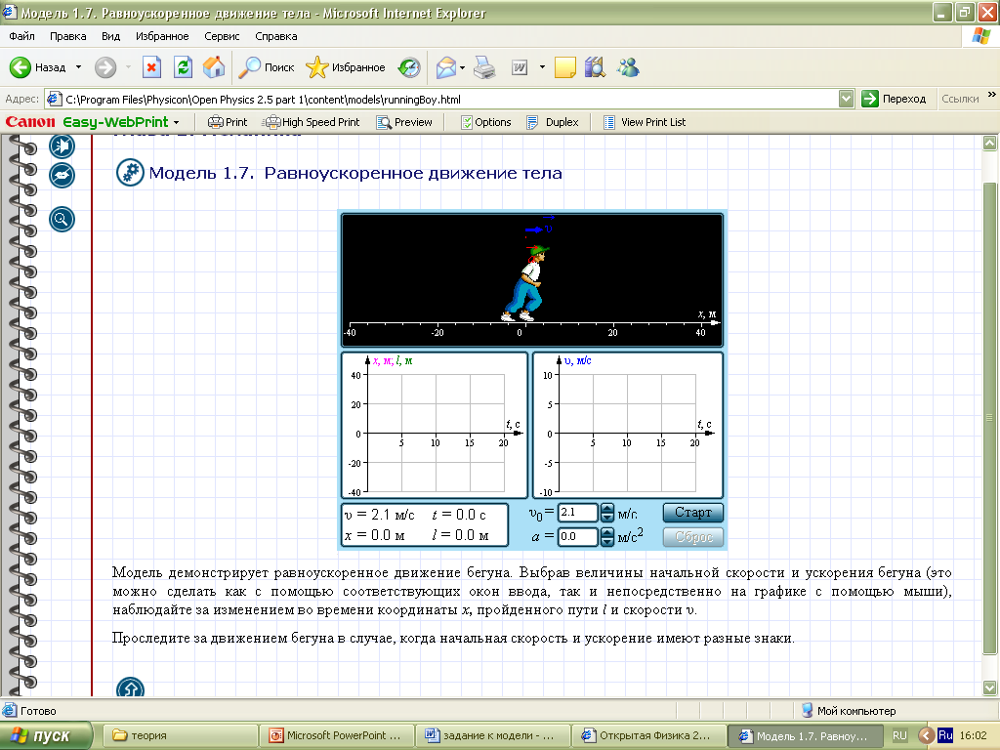 Модель 1.7. Равноускоренное движение тела - Microsoft Internet Explorer
Файл Правка Вид Избранное Сервис Справка
Назад Поиск Избранное
Адрес: C:\Program Files\Physicon\Open Physics 2.5 part 1\content\models\runningBoy.html Переход Ссылки »
Canon Easy-WebPrint Print High Speed Print Preview Options Duplex View Print List
Модель 1.7. Равноускоренное движение тела
υ
x, м
-40 -20 0 20 40
x, м; l, м
40
20
0
-20
-40
t, с
5 10 15 20
υ, м/с
10
5
0
-5
-10
t, с
5 10 15 20
υ = 2.1 м/с t = 0.0 с
x = 0.0 м l = 0.0 м
υ0 = 2.1 м/с Старт
a = 0.0 м/с2 Сброс
Модель демонстрирует равноускоренное движение бегуна. Выбрав величины начальной скорости и ускорения бегуна (это
можно сделать как с помощью соответствующих окон ввода, так и непосредственно на графике с помощью мыши),
наблюдайте за изменением во времени координаты x, пройденного пути l и скорости υ.
Проследите за движением бегуна в случае, когда начальная скорость и ускорение имеют разные знаки.
Готово Мой компьютер
пуск теория Microsoft PowerPoint ... задание к модели - ... Открытая Физика 2... Модель 1.7. Равноу... RU Ru 16:02